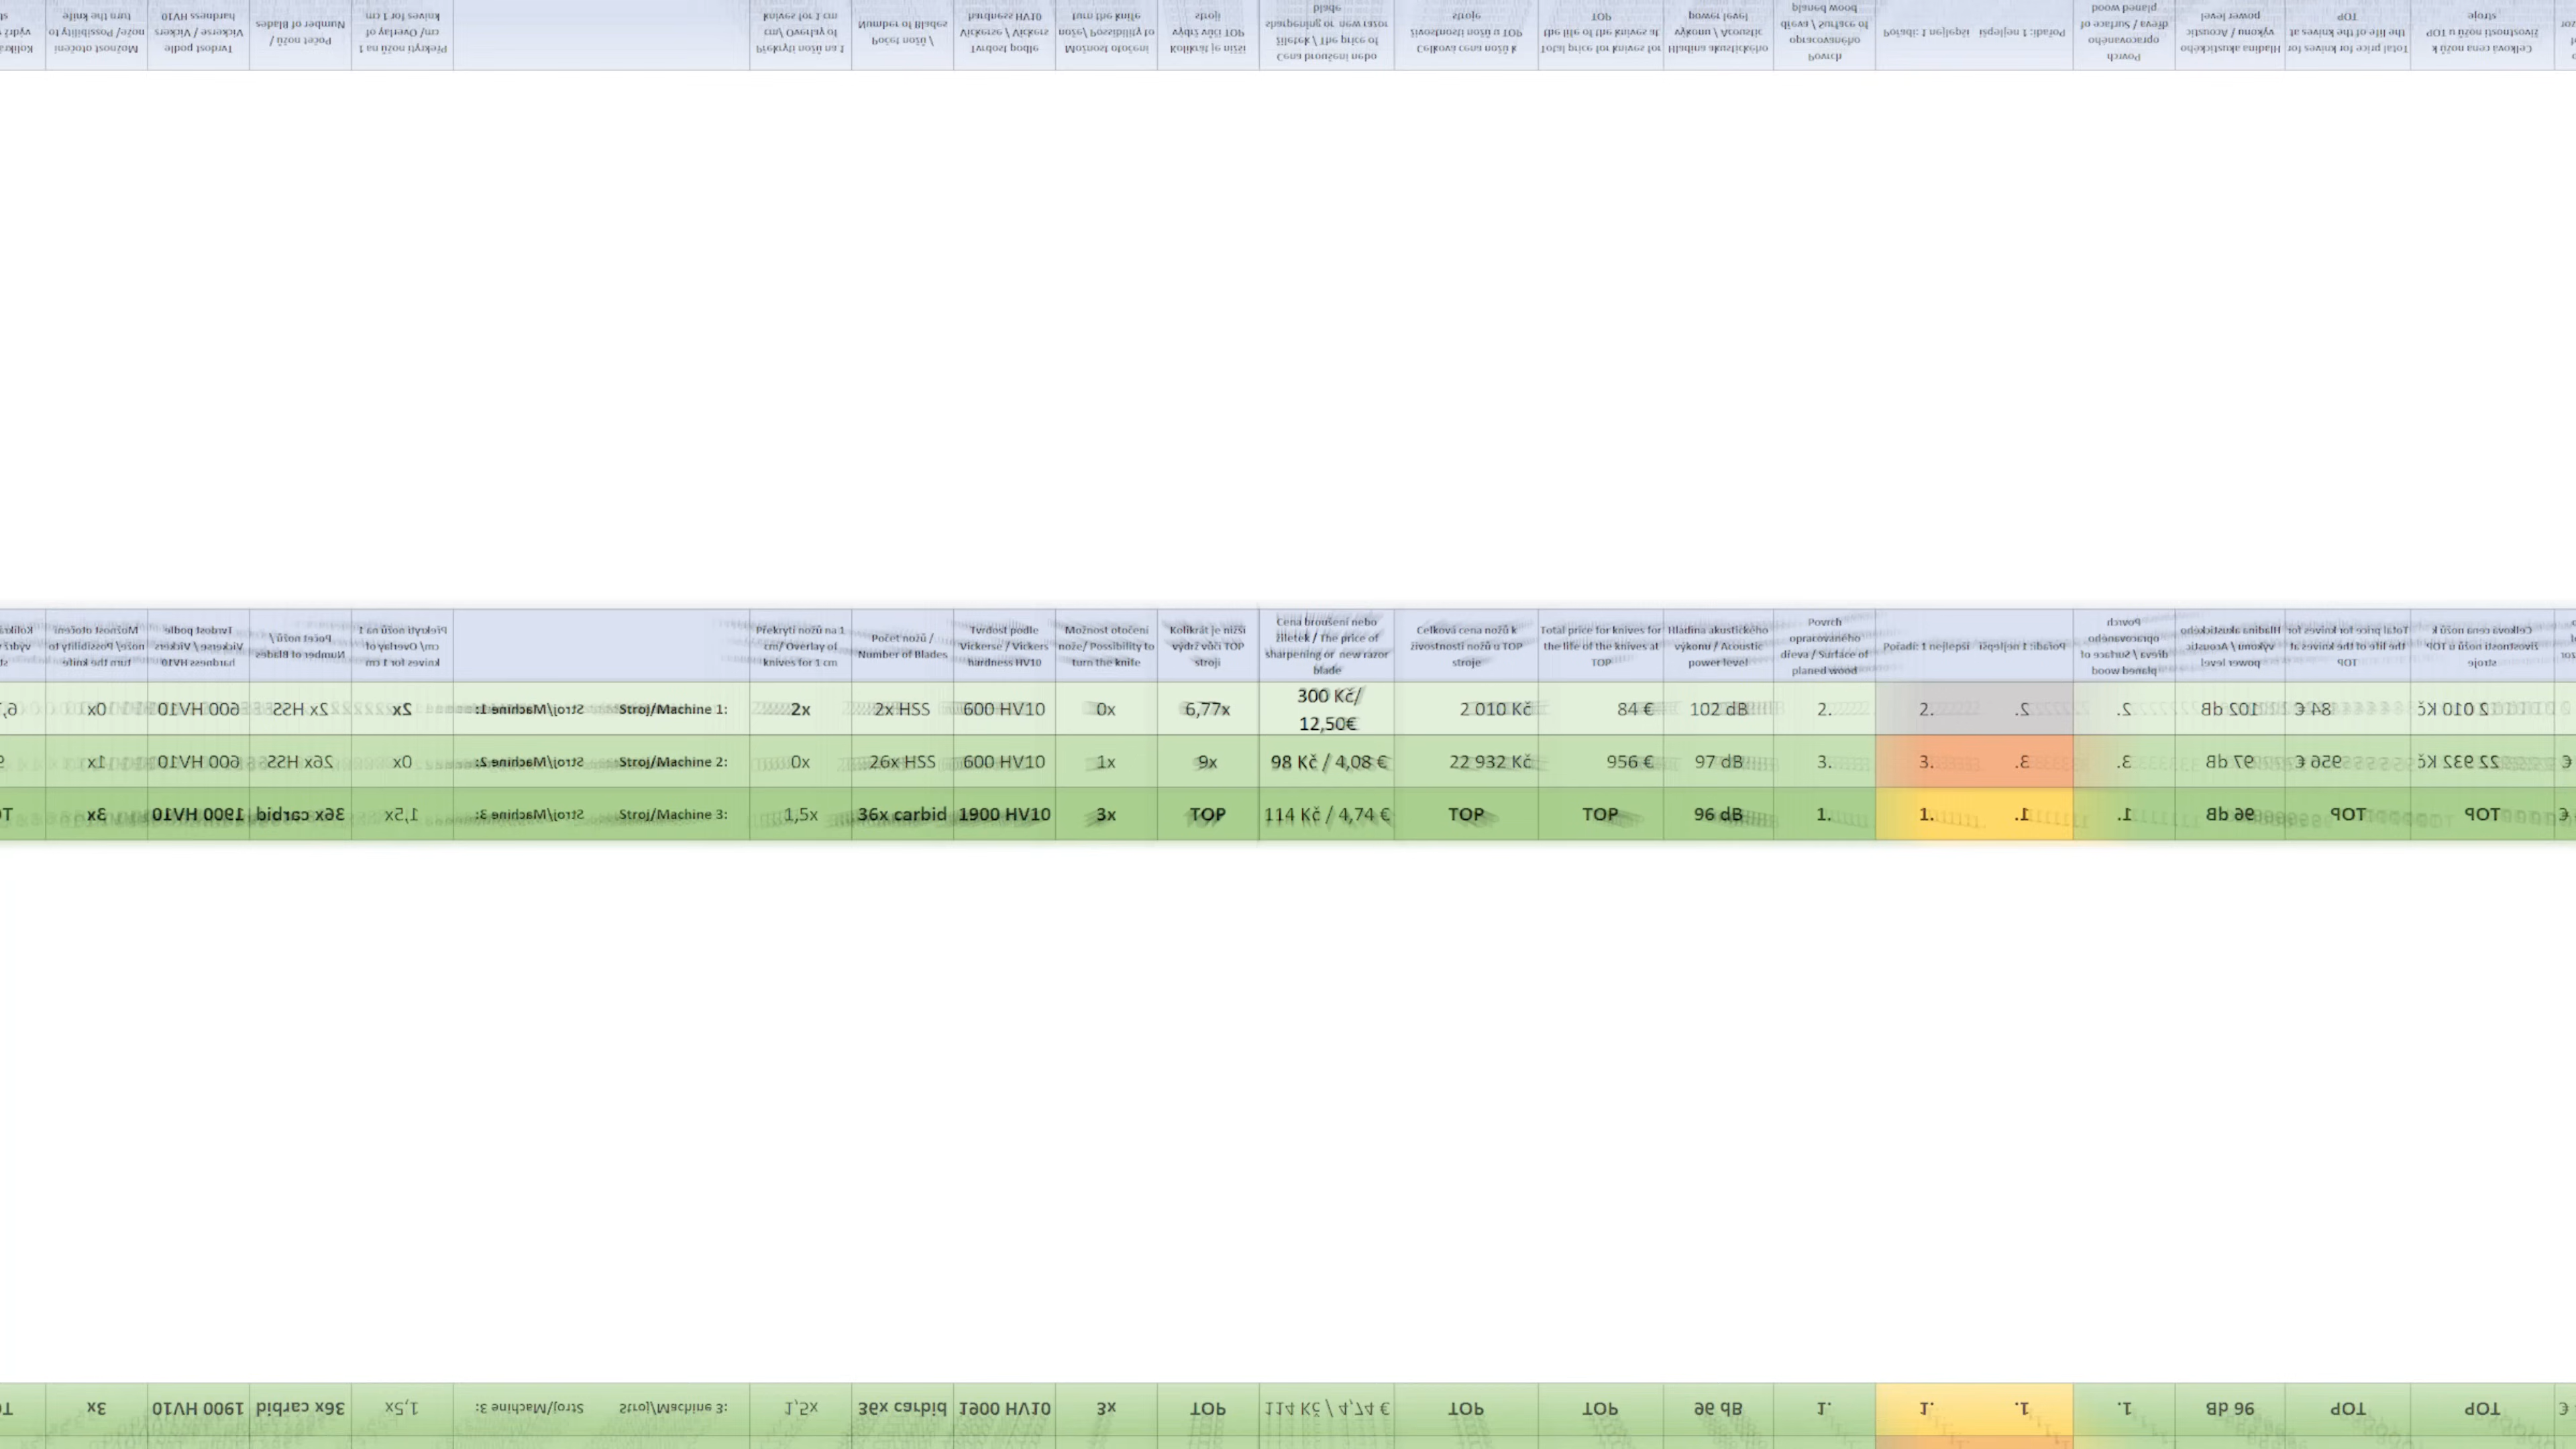 Překrytí nožů na 1
cm/ Overlay of
knives for 1 cm
Počet nožů /
Number of Blades
Tvrdost podle
Vickerse / Vickers
hardness HV10
Možnost otočení
nože/ Possibility to
turn the knife
Kolikrát je nižší
výdrž vůči TOP
stroji
Cena broušení nebo
žiletek / The price of
sharpening or new razor
blade
Celková cena nožů k
životnosti nožů u TOP
stroje
Total price for knives for
the life of the knives at
TOP
Hladina akustického
výkonu / Acoustic
power level
Povrch
opracovaného
dřeva / Surface of
planed wood
Pořadí: 1 nejlepší
Stroj/Machine 1: 2x 2x HSS 600 HV10 0x 6,77x 300 Kč/ 12,50€ 2 010 Kč 84 € 102 dB 2. 2.
Stroj/Machine 2: 0x 26x HSS 600 HV10 1x 9x 98 Kč / 4,08 € 22 932 Kč 956 € 97 dB 3. 3.
Stroj/Machine 3: 1,5x 36x carbid 1900 HV10 3x TOP 114 Kč / 4,74 € TOP TOP 96 dB 1. 1.